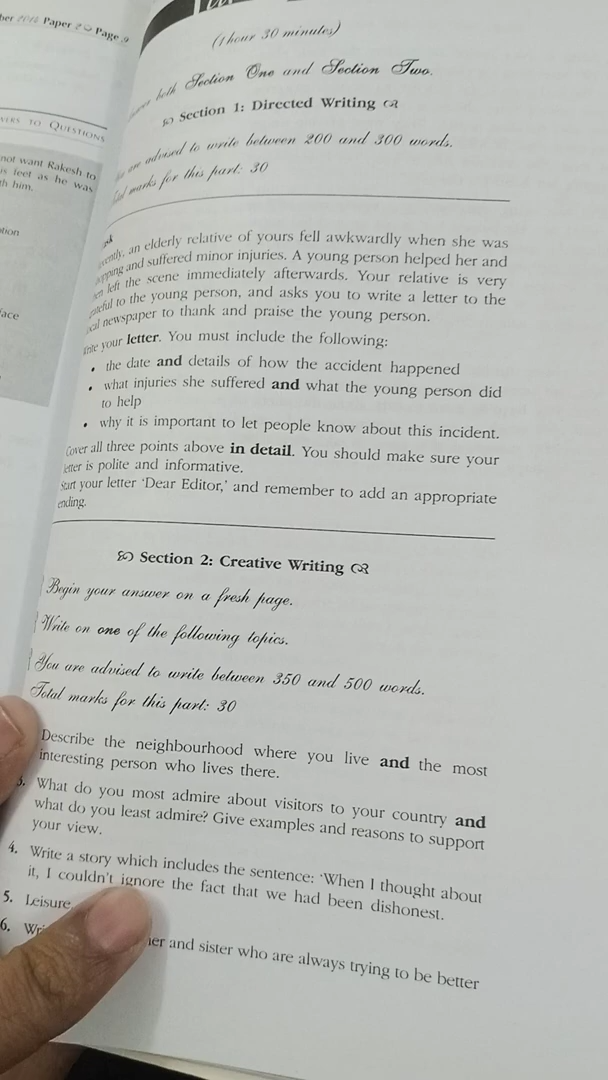 Paper 2 Page 9
TO QUESTIONS
not want Rakesh to
feet as he was
him.
(1 hour 30 minutes)
both Section One and Section Two.
Section 1: Directed Writing
are advised to write between 200 and 300 words.
marks for this part: 30
an elderly relative of yours fell awkwardly when she was
and suffered minor injuries. A young person helped her and
left the scene immediately afterwards. Your relative is very
to the young person, and asks you to write a letter to the
newspaper to thank and praise the young person.
your letter. You must include the following:
• the date and details of how the accident happened
• what injuries she suffered and what the young person did
to help
• why it is important to let people know about this incident.
Cover all three points above in detail. You should make sure your
letter is polite and informative.
Start your letter ‘Dear Editor,’ and remember to add an appropriate
ending.
Section 2: Creative Writing
Begin your answer on a fresh page.
Write on one of the following topics.
You are advised to write between 350 and 500 words.
Total marks for this part: 30
Describe the neighbourhood where you live and the most
interesting person who lives there.
3. What do you most admire about visitors to your country and
what do you least admire? Give examples and reasons to support
your view.
4. Write a story which includes the sentence: ‘When I thought about
it, I couldn't ignore the fact that we had been dishonest.
5. Leisure
6.
and sister who are always trying to be better